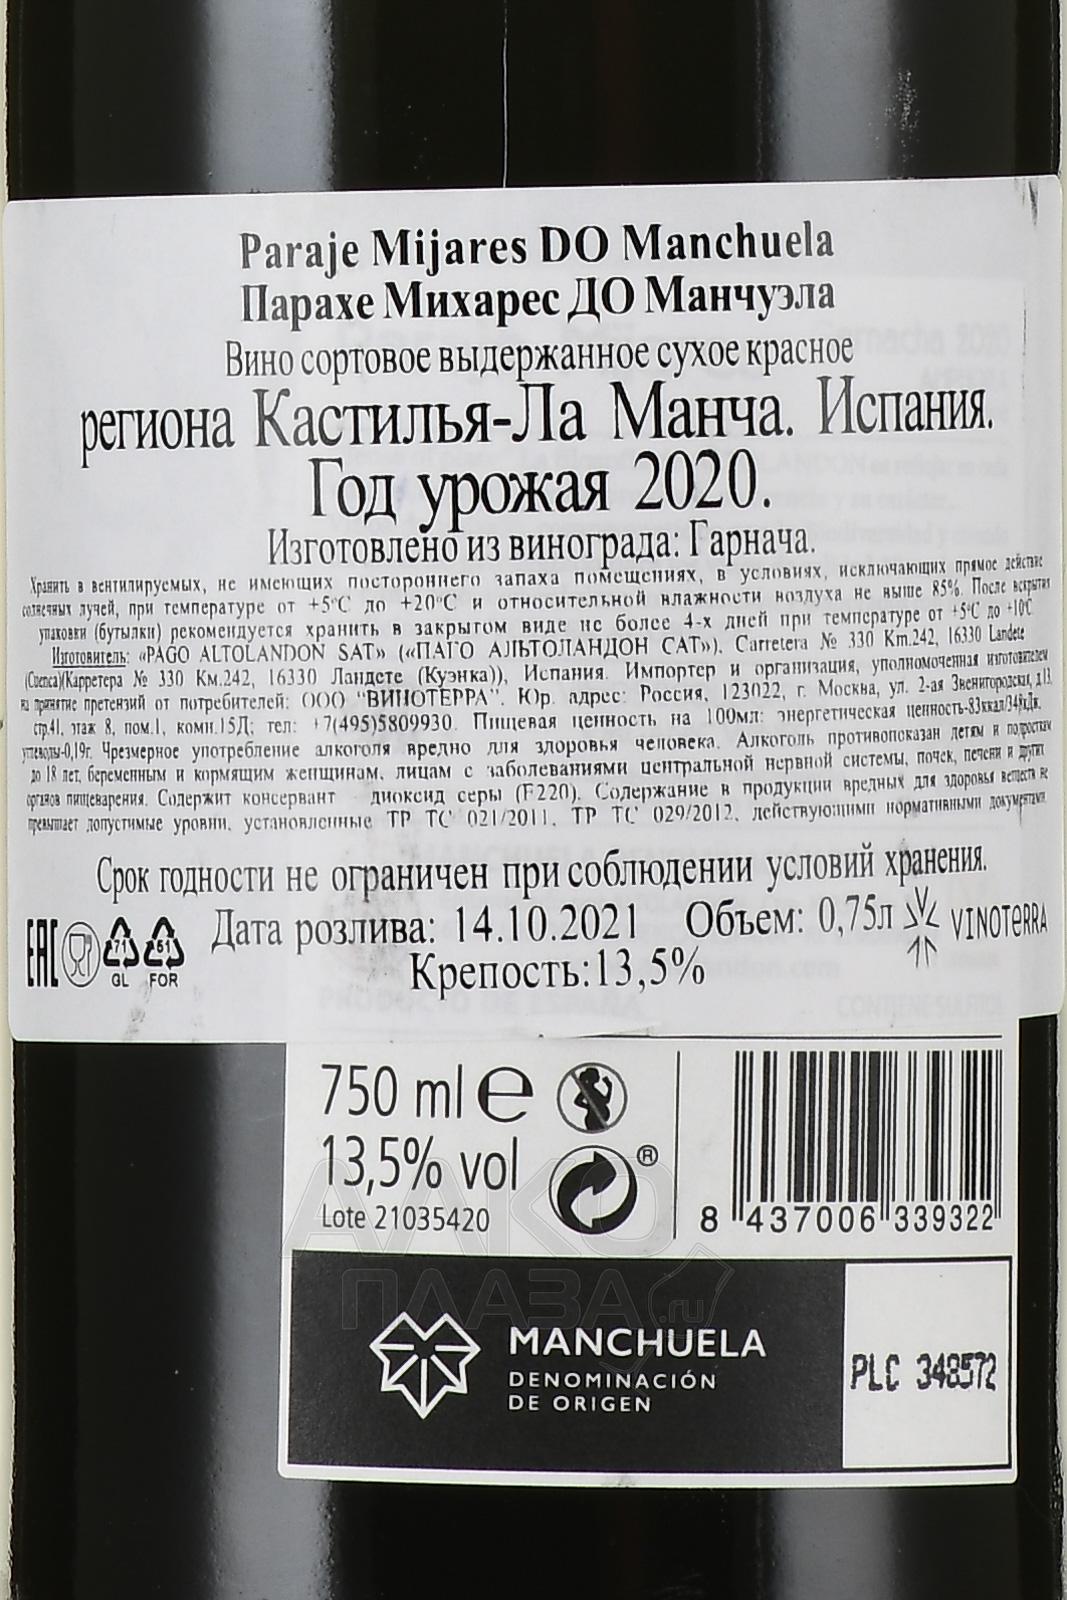 Paraje Mijares DO Manchuela
Парахе Михарес ДО Манчуэла
Вино сортовое выдержанное сухое красное
региона Кастилья-Ла Манча. Испания.
Год урожая 2020.
Изготовлено из винограда: Гарнача.
Хранить в вентилируемых, не имеющих постороннего запаха помещениях, в условиях, исключающих прямое действие
солнечных лучей, при температуре от +5°С до +20°С и относительной влажности воздуха не выше 85%. После вскрытия
упаковки (бутылки) рекомендуется хранить в закрытом виде не более 4-х дней при температуре от +5°С до +10°С
Изготовитель: «PAGO ALTOLANDON SAT» («ПАГО АЛЬТОЛАНДОН САТ»). Carretera № 330 Km.242, 16330 Landete
(Cuenca)(Карретера № 330 Км.242, 16330 Ландете (Куэнка)), Испания. Импортер и организация, уполномоченная изготовителем
на принятие претензий от потребителей: ООО "ВИНОТЕРРА". Юр. адрес: Россия, 123022, г. Москва, ул. 2-ая Звенигородская, д.13,
стр.41, этаж 8, пом.1, комн.15Д; тел: +7(495)5809930. Пищевая ценность на 100мл: энергетическая ценность-83ккал/348кДж,
углеводы-0,19г. Чрезмерное употребление алкоголя вредно для здоровья человека. Алкоголь противопоказан детям и подросткам
до 18 лет, беременным и кормящим женщинам, лицам с заболеваниями центральной нервной системы, почек, печени и других
органов пищеварения. Содержит консервант диоксид серы (Е220). Содержание в продукции вредных для здоровья веществ не
превышает допустимые уровни, установленные ТР ТС 021/2011, ТР ТС 029/2012, действующими нормативными документами.
Срок годности не ограничен при соблюдении условий хранения.
EAC 71 GL 51 FOR Дата розлива: 14.10.2021 Объем: 0,75л VINOTERRA
Крепость:13,5%
PRODUCTO DE ESPAÑA
750 ml e
13,5% vol
Lote 21035420
8 437006 339322
АЛКО
ПЛАЗА.ru
MANCHUELA
DENOMINACIÓN
DE ORIGEN
PLC 348572